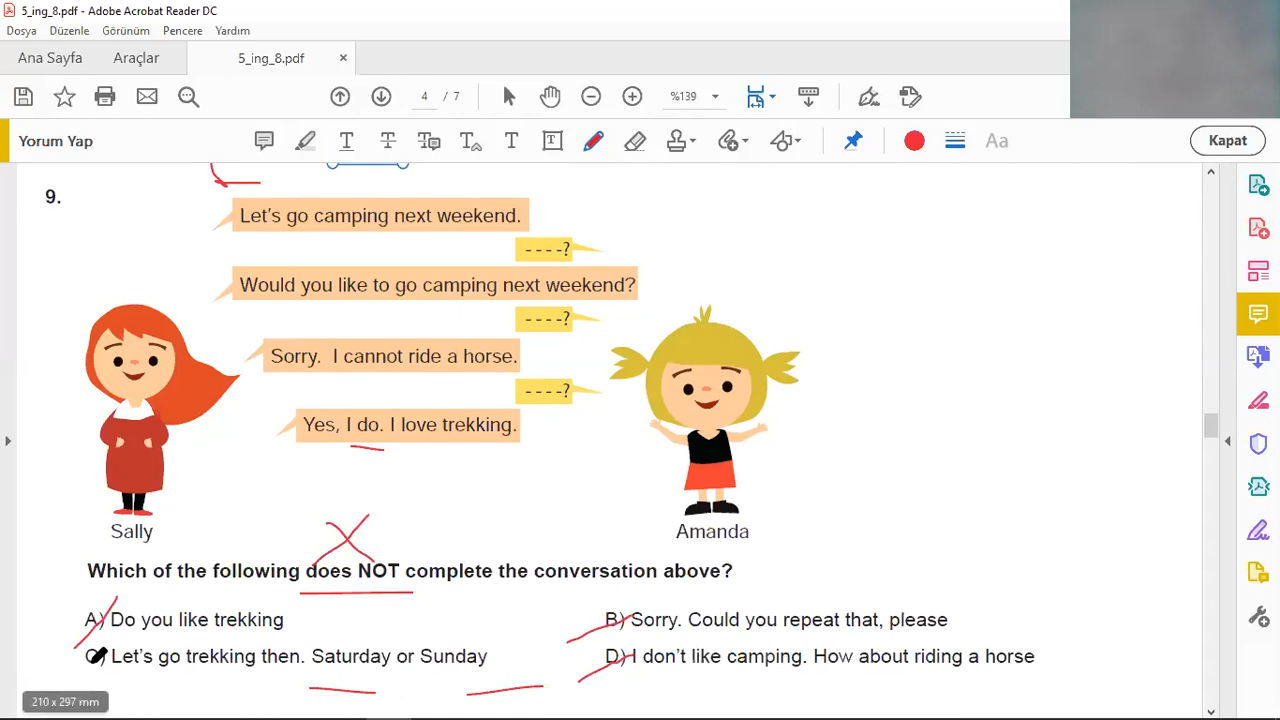 5_ing_8.pdf - Adobe Acrobat Reader DC
Dosya Düzenle Görünüm Pencere Yardım
Ana Sayfa Araçlar 5_ing_8.pdf ×
4 / 7 %139
Yorum Yap Aa Kapat
9.
Let's go camping next weekend.
----?
Would you like to go camping next weekend?
----?
Sorry. I cannot ride a horse.
----?
Yes, I do. I love trekking.
Sally Amanda
Which of the following does NOT complete the conversation above?
A) Do you like trekking B) Sorry. Could you repeat that, please
C) Let's go trekking then. Saturday or Sunday D) I don't like camping. How about riding a horse
210 x 297 mm